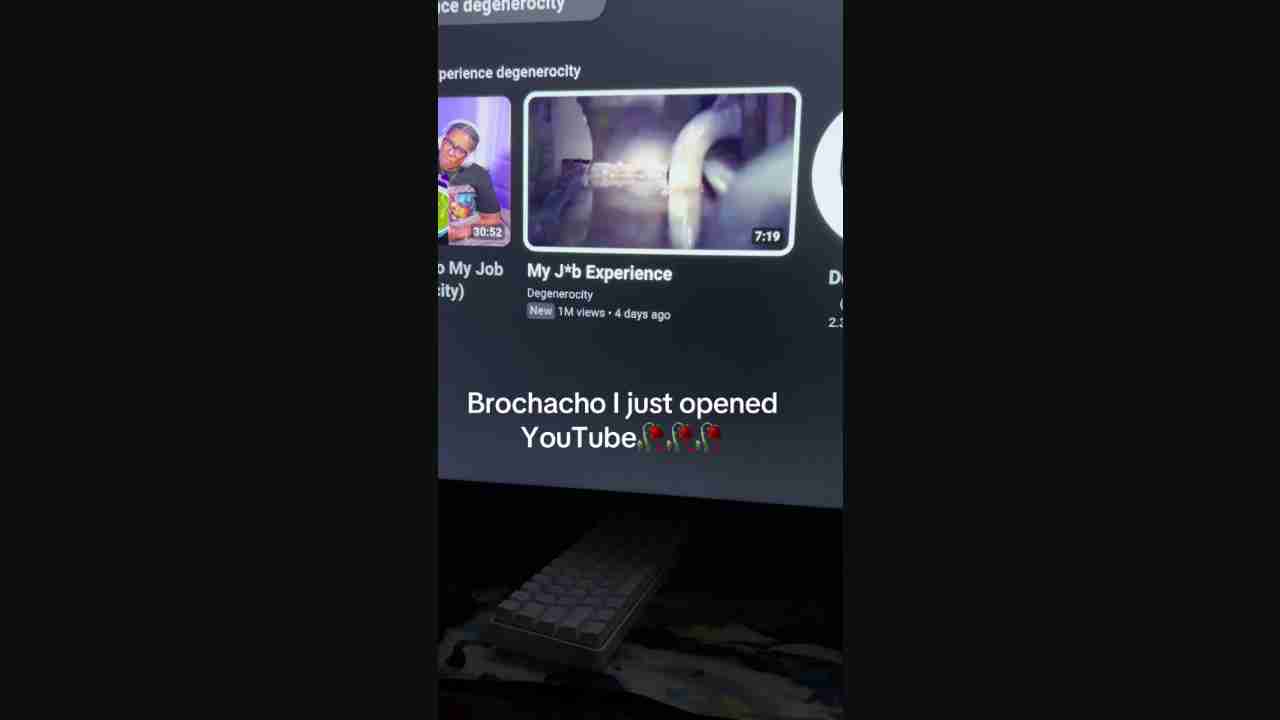 ce degenerocity
perience degenerocity
30:52
7:19
o My Job
city)
My J*b Experience
Degenerocity
New 1M views • 4 days ago
2.3
Brochacho I just opened
YouTube🥀🥀🥀